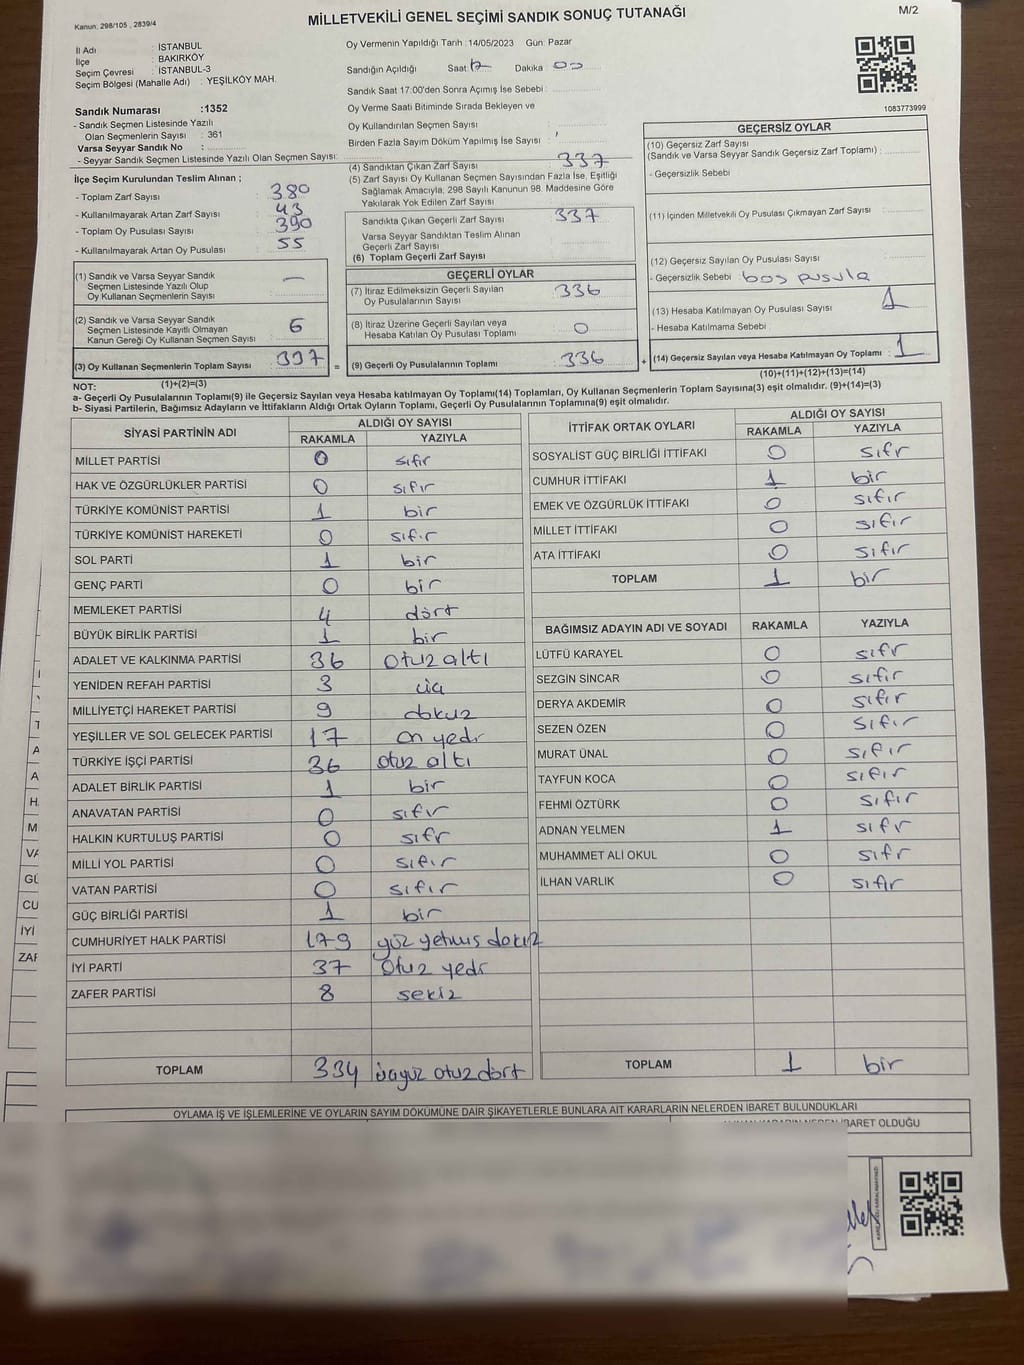 Kanun: 298/105 , 2839/4
MİLLETVEKİLİ GENEL SEÇİMİ SANDIK SONUÇ TUTANAĞI
M/2
İl Adı : İSTANBUL
İlçe : BAKIRKÖY
Seçim Çevresi : İSTANBUL-3
Seçim Bölgesi (Mahalle Adı) : YEŞİLKÖY MAH.
Sandık Numarası :1352
- Sandık Seçmen Listesinde Yazılı
Olan Seçmenlerin Sayısı : 361
Varsa Seyyar Sandık No :
- Seyyar Sandık Seçmen Listesinde Yazılı Olan Seçmen Sayısı:
İlçe Seçim Kurulundan Teslim Alınan ;
- Toplam Zarf Sayısı : 380
- Kullanılmayarak Artan Zarf Sayısı : 43
- Toplam Oy Pusulası Sayısı : 390
- Kullanılmayarak Artan Oy Pusulası : 55
(1) Sandık ve Varsa Seyyar Sandık
Seçmen Listesinde Yazılı Olup
Oy Kullanan Seçmenlerin Sayısı : —
(2) Sandık ve Varsa Seyyar Sandık
Seçmen Listesinde Kayıtlı Olmayan
Kanun Gereği Oy Kullanan Seçmen Sayısı : 6
(3) Oy Kullanan Seçmenlerin Toplam Sayısı : 337
Oy Vermenin Yapıldığı Tarih :14/05/2023 Gün: Pazar
Sandığın Açıldığı Saat 17 Dakika 00
Sandık Saat 17:00'den Sonra Açımış İse Sebebi :
Oy Verme Saati Bitiminde Sırada Bekleyen ve
Oy Kullandırılan Seçmen Sayısı :
Birden Fazla Sayım Döküm Yapılmış İse Sayısı :
(4) Sandıktan Çıkan Zarf Sayısı : 337
(5) Zarf Sayısı Oy Kullanan Seçmen Sayısından Fazla İse, Eşitliği
Sağlamak Amacıyla, 298 Sayılı Kanunun 98. Maddesine Göre
Yakılarak Yok Edilen Zarf Sayısı :
Sandıkta Çıkan Geçerli Zarf Sayısı : 337
Varsa Seyyar Sandıktan Teslim Alınan
Geçerli Zarf Sayısı :
(6) Toplam Geçerli Zarf Sayısı :
GEÇERLİ OYLAR
(7) İtiraz Edilmeksizin Geçerli Sayılan
Oy Pusulalarının Sayısı : 336
(8) İtiraz Üzerine Geçerli Sayılan veya
Hesaba Katılan Oy Pusulası Toplamı : 0
= (9) Geçerli Oy Pusulalarının Toplamı : 336 +
1083773999
GEÇERSİZ OYLAR
(10) Geçersiz Zarf Sayısı
(Sandık ve Varsa Seyyar Sandık Geçersiz Zarf Toplamı) :
- Geçersizlik Sebebi
(11) İçinden Milletvekili Oy Pusulası Çıkmayan Zarf Sayısı :
(12) Geçersiz Sayılan Oy Pusulası Sayısı :
- Geçersizlik Sebebi boş pusula
(13) Hesaba Katılmayan Oy Pusulası Sayısı : 1
- Hesaba Katılmama Sebebi
(14) Geçersiz Sayılan veya Hesaba Katılmayan Oy Toplamı : 1
(10)+(11)+(12)+(13)=(14)
NOT: (1)+(2)=(3)
a- Geçerli Oy Pusulalarının Toplamı(9) ile Geçersiz Sayılan veya Hesaba katılmayan Oy Toplamı(14) Toplamları, Oy Kullanan Seçmenlerin Toplam Sayısına(3) eşit olmalıdır. (9)+(14)=(3)
b- Siyasi Partilerin, Bağımsız Adayların ve İttifakların Aldığı Ortak Oyların Toplamı, Geçerli Oy Pusulalarının Toplamına(9) eşit olmalıdır.
SİYASİ PARTİNİN ADI ALDIĞI OY SAYISI
RAKAMLA YAZIYLA
MİLLET PARTİSİ 0 sıfır
HAK VE ÖZGÜRLÜKLER PARTİSİ 0 sıfır
TÜRKİYE KOMÜNİST PARTİSİ 1 bir
TÜRKİYE KOMÜNİST HAREKETİ 0 sıfır
SOL PARTİ 1 bir
GENÇ PARTİ 0 bir
MEMLEKET PARTİSİ 4 dört
BÜYÜK BİRLİK PARTİSİ 1 bir
ADALET VE KALKINMA PARTİSİ 36 otuz altı
YENİDEN REFAH PARTİSİ 3 üç
MİLLİYETÇİ HAREKET PARTİSİ 9 dokuz
YEŞİLLER VE SOL GELECEK PARTİSİ 17 on yedi
TÜRKİYE İŞÇİ PARTİSİ 36 otuz altı
ADALET BİRLİK PARTİSİ 1 bir
ANAVATAN PARTİSİ 0 sıfır
HALKIN KURTULUŞ PARTİSİ 0 sıfır
MİLLİ YOL PARTİSİ 0 sıfır
VATAN PARTİSİ 0 sıfır
GÜÇ BİRLİĞİ PARTİSİ 1 bir
CUMHURİYET HALK PARTİSİ 179 yüz yetmiş dokuz
İYİ PARTİ 37 otuz yedi
ZAFER PARTİSİ 8 sekiz
TOPLAM 334 üçyüz otuzdört
İTTİFAK ORTAK OYLARI ALDIĞI OY SAYISI
RAKAMLA YAZIYLA
SOSYALİST GÜÇ BİRLİĞİ İTTİFAKI 0 sıfır
CUMHUR İTTİFAKI 1 bir
EMEK VE ÖZGÜRLÜK İTTİFAKI 0 sıfır
MİLLET İTTİFAKI 0 sıfır
ATA İTTİFAKI 0 sıfır
TOPLAM 1 bir
BAĞIMSIZ ADAYIN ADI VE SOYADI RAKAMLA YAZIYLA
LÜTFÜ KARAYEL 0 sıfır
SEZGİN SİNCAR 0 sıfır
DERYA AKDEMİR 0 sıfır
SEZEN ÖZEN 0 sıfır
MURAT ÜNAL 0 sıfır
TAYFUN KOCA 0 sıfır
FEHMİ ÖZTÜRK 0 sıfır
ADNAN YELMEN 1 sıfır
MUHAMMET ALİ OKUL 0 sıfır
İLHAN VARLIK 0 sıfır
TOPLAM 1 bir
OYLAMA İŞ VE İŞLEMLERİNE VE OYLARIN SAYIM DÖKÜMÜNE DAİR ŞİKAYETLERLE BUNLARA AİT KARARLARIN NELERDEN İBARET BULUNDUKLARI